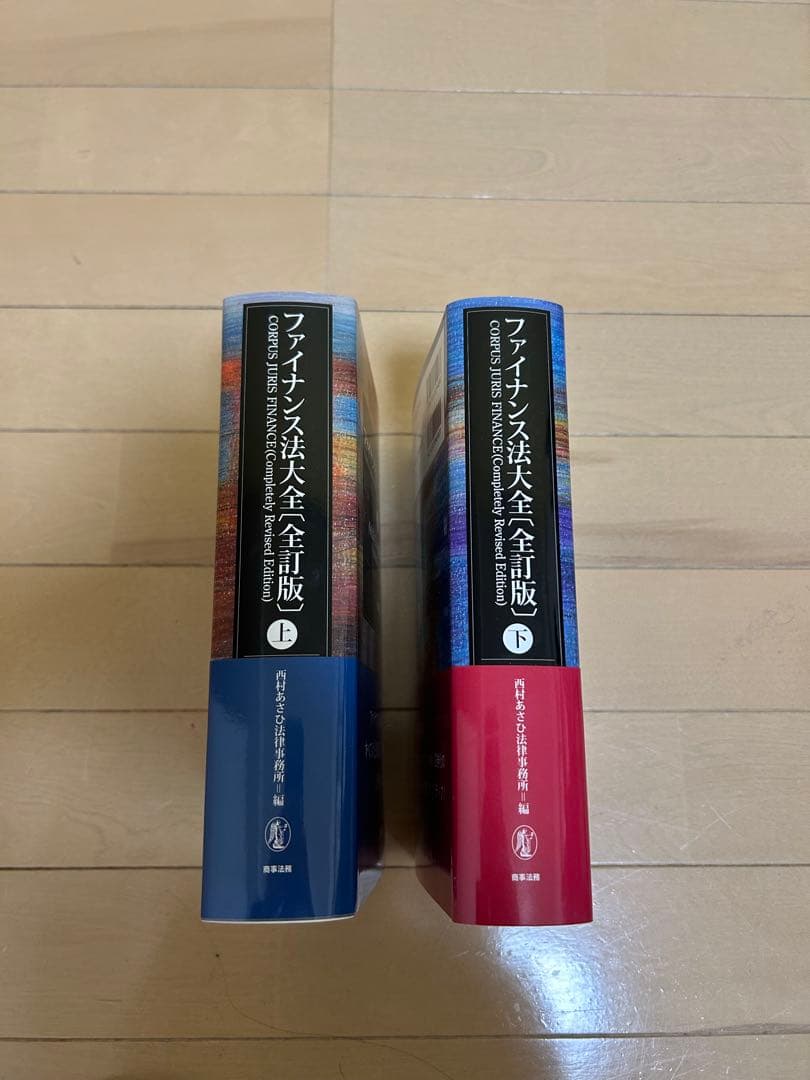 ファイナンス法大全〔全訂版〕
CORPUS JURIS FINANCE(Completely Revised Edition)
上
西村あさひ法律事務所=編
商事法務
ファイナンス法大全〔全訂版〕
CORPUS JURIS FINANCE(Completely Revised Edition)
下
西村あさひ法律事務所=編
商事法務